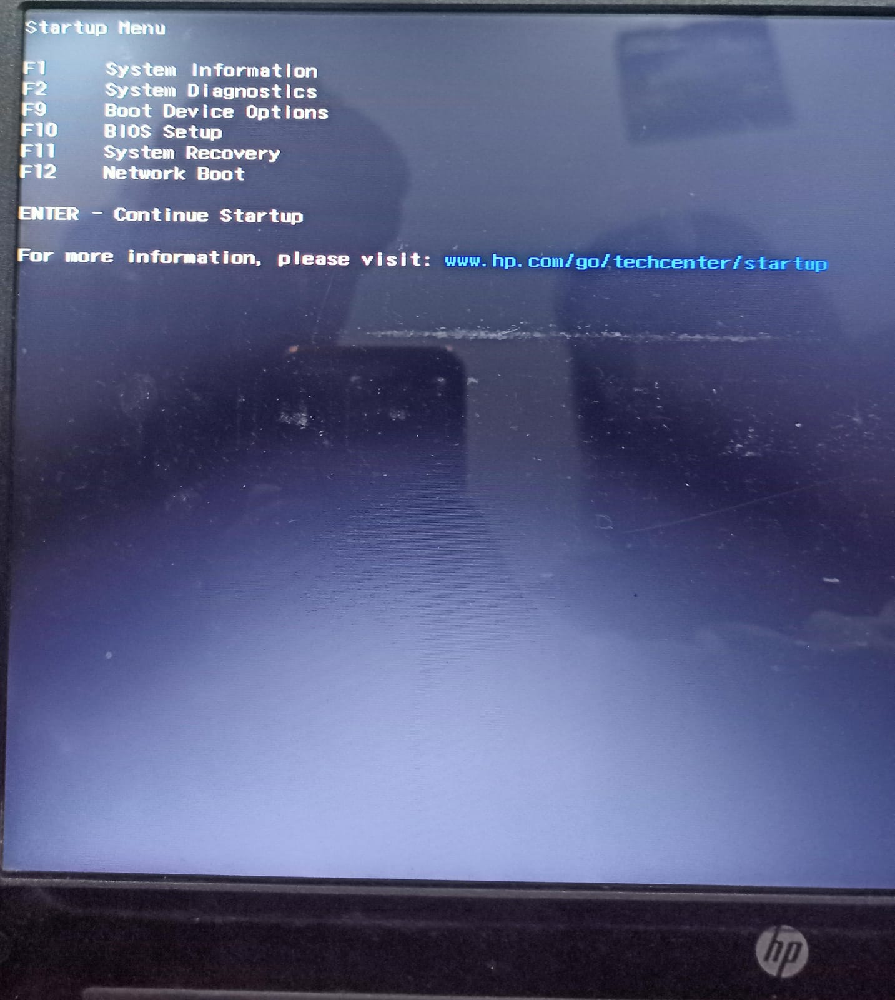 Startup Menu
F1 System Information
F2 System Diagnostics
F9 Boot Device Options
F10 BIOS Setup
F11 System Recovery
F12 Network Boot
ENTER - Continue Startup
For more information, please visit: www.hp.com/go/techcenter/startup
hp